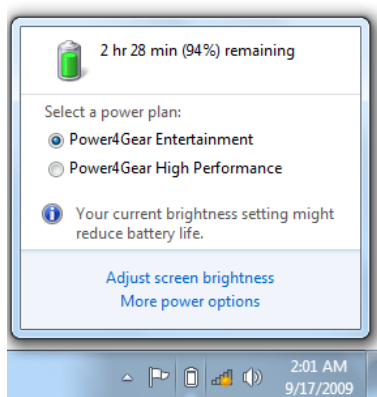 2 hr 28 min (94%) remaining
Select a power plan:
Power4Gear Entertainment
Power4Gear High Performance
Your current brightness setting might
reduce battery life.
Adjust screen brightness
More power options
2:01 AM
9/17/2009